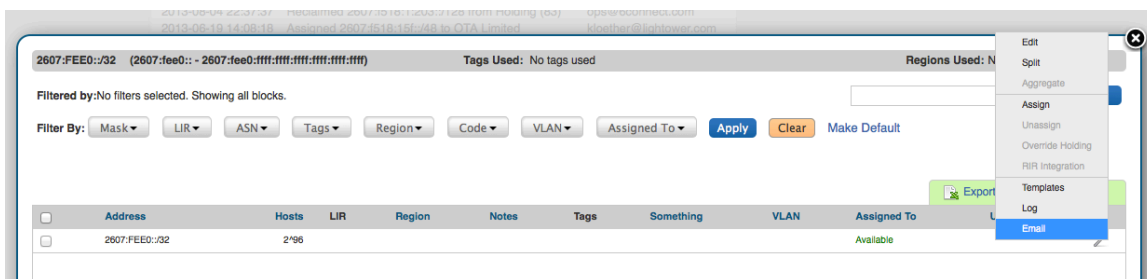 2013-06-04 22:37:37 Reclaimed 2607:f518:1:203::/128 from Holding (83) ops@6connect.com
2013-06-19 14:08:18 Assigned 2607:f518:15f::/48 to OTA Limited kloether@lightower.com
2607:FEE0::/32 (2607:fee0:: - 2607:fee0:ffff:ffff:ffff:ffff:ffff:ffff) Tags Used: No tags used Regions Used: N
Filtered by:No filters selected. Showing all blocks.
Filter By: Mask LIR ASN Tags Region Code VLAN Assigned To Apply Clear Make Default
Export
Address Hosts LIR Region Notes Tags Something VLAN Assigned To U
2607:FEE0::/32 2^96 Available
Edit
Split
Aggregate
Assign
Unassign
Override Holding
RIR Integration
Templates
Log
Email